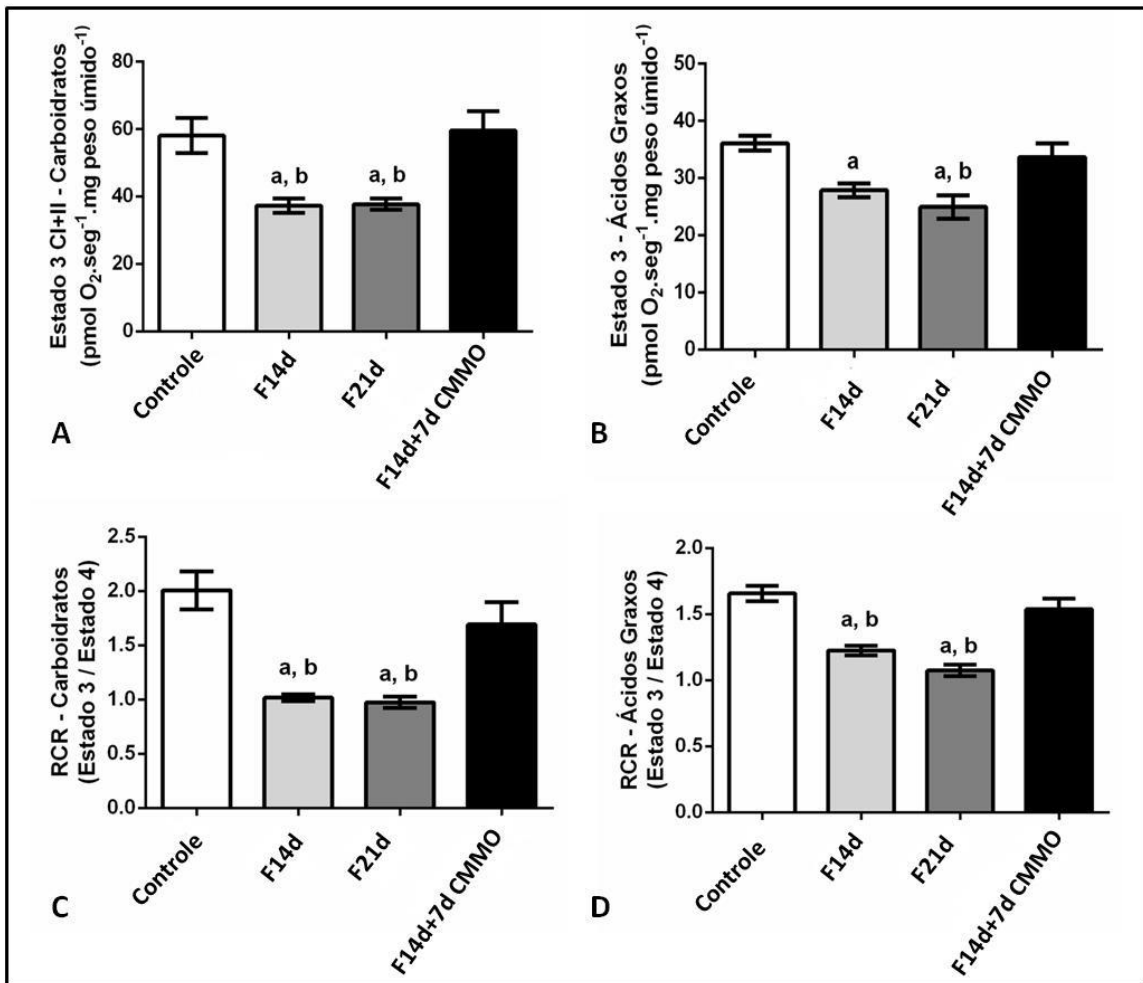 Estado 3 CI+II - Carboidratos
(pmol O₂.seg⁻¹.mg peso úmido⁻¹)
80
60
40
20
0
a, b
a, b
Controle
F14d
F21d
F14d+7d CMMO
A
Estado 3 - Ácidos Graxos
(pmol O₂.seg⁻¹.mg peso úmido⁻¹)
50
40
30
20
10
0
a
a, b
Controle
F14d
F21d
F14d+7d CMMO
B
RCR - Carboidratos
(Estado 3 / Estado 4)
2.5
2.0
1.5
1.0
0.5
0.0
a, b
a, b
Controle
F14d
F21d
F14d+7d CMMO
C
RCR - Ácidos Graxos
(Estado 3 / Estado 4)
2.0
1.5
1.0
0.5
0.0
a, b
a, b
Controle
F14d
F21d
F14d+7d CMMO
D